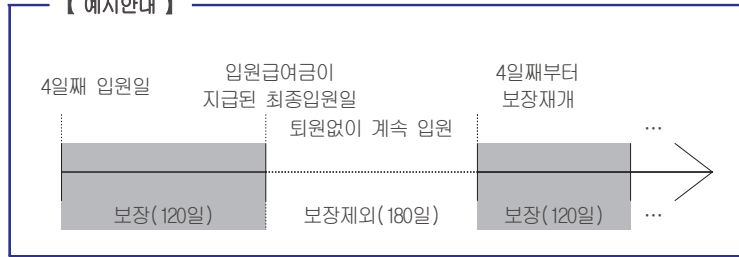 【 예시안내 】
4일째 입원일
입원급여금이
지급된 최종입원일
4일째부터
보장재개
퇴원없이 계속 입원
…
보장(120일)
보장제외(180일)
보장(120일)
…